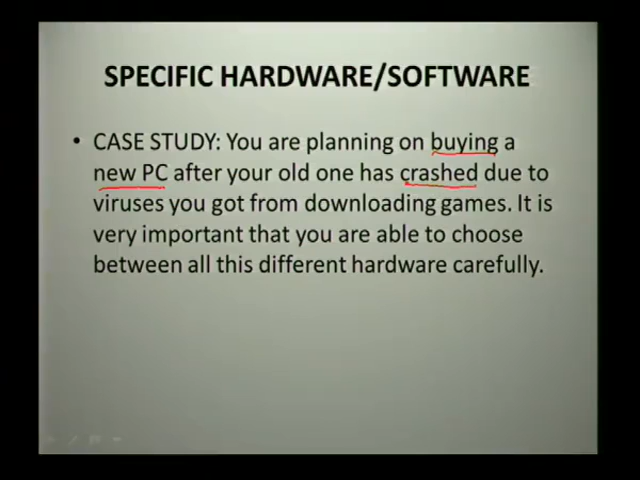 SPECIFIC HARDWARE/SOFTWARE
• CASE STUDY: You are planning on buying a
new PC after your old one has crashed due to
viruses you got from downloading games. It is
very important that you are able to choose
between all this different hardware carefully.